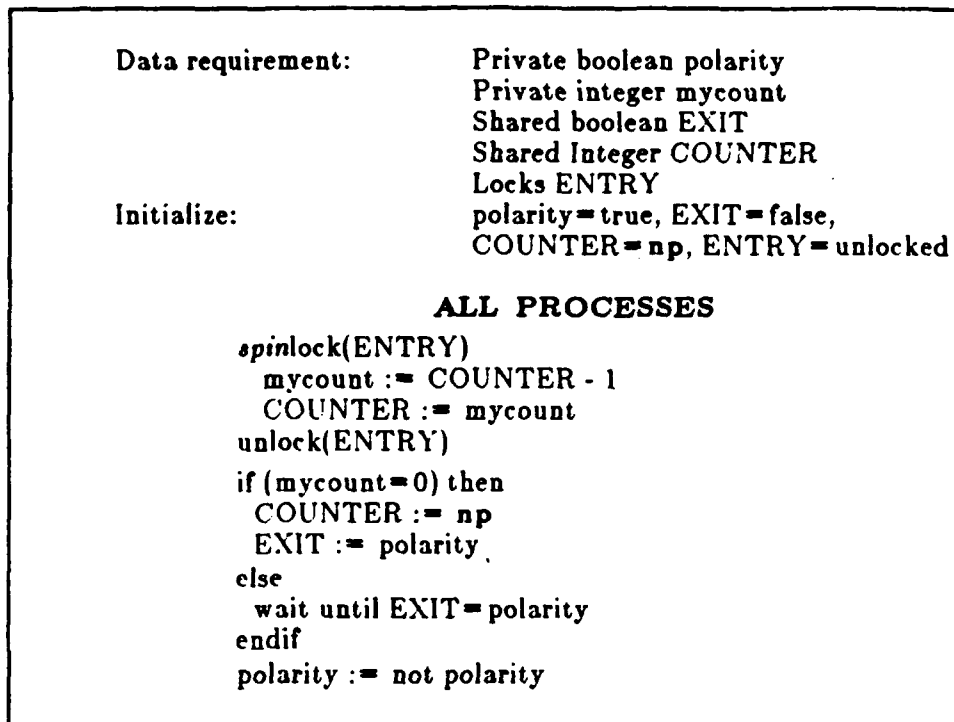 Data requirement: Private boolean polarity
Private integer mycount
Shared boolean EXIT
Shared Integer COUNTER
Locks ENTRY
Initialize: polarity=true, EXIT=false,
COUNTER=np, ENTRY=unlocked
ALL PROCESSES
spinlock(ENTRY)
mycount := COUNTER - 1
COUNTER := mycount
unlock(ENTRY)
if (mycount=0) then
COUNTER := np
EXIT := polarity
else
wait until EXIT=polarity
endif
polarity := not polarity